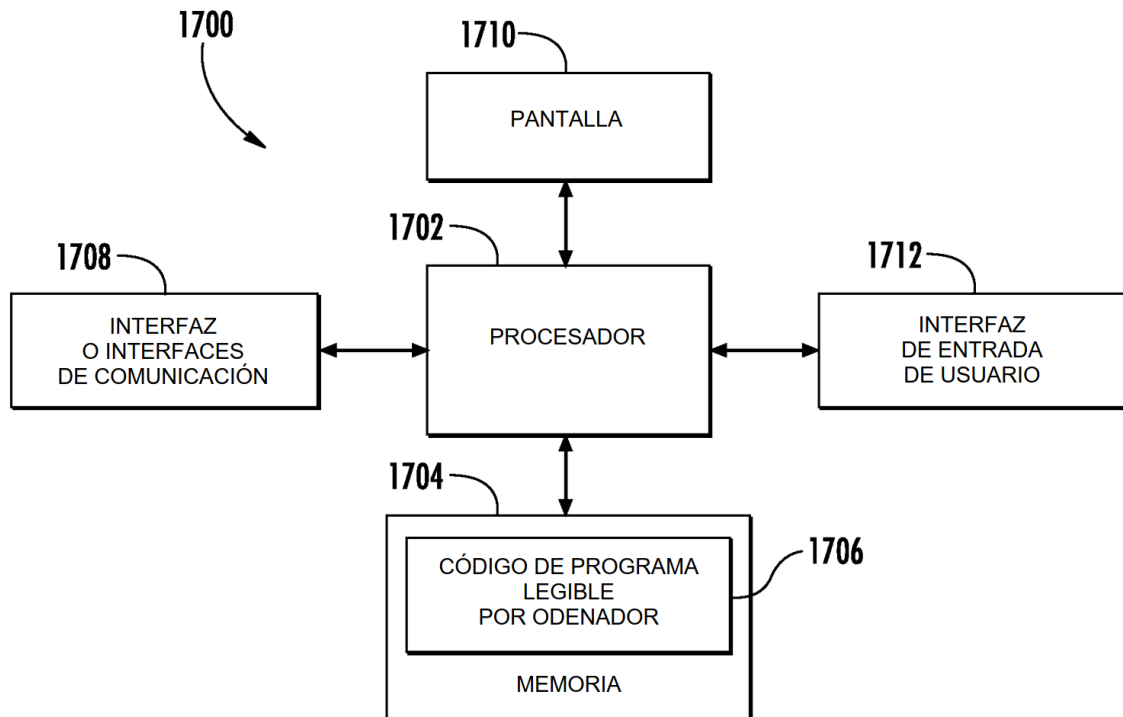 1700
1710
PANTALLA
1702
1708
1712
INTERFAZ
O INTERFACES
DE COMUNICACIÓN
PROCESADOR
INTERFAZ
DE ENTRADA
DE USUARIO
1704
1706
CÓDIGO DE PROGRAMA
LEGIBLE
POR ODENADOR
MEMORIA